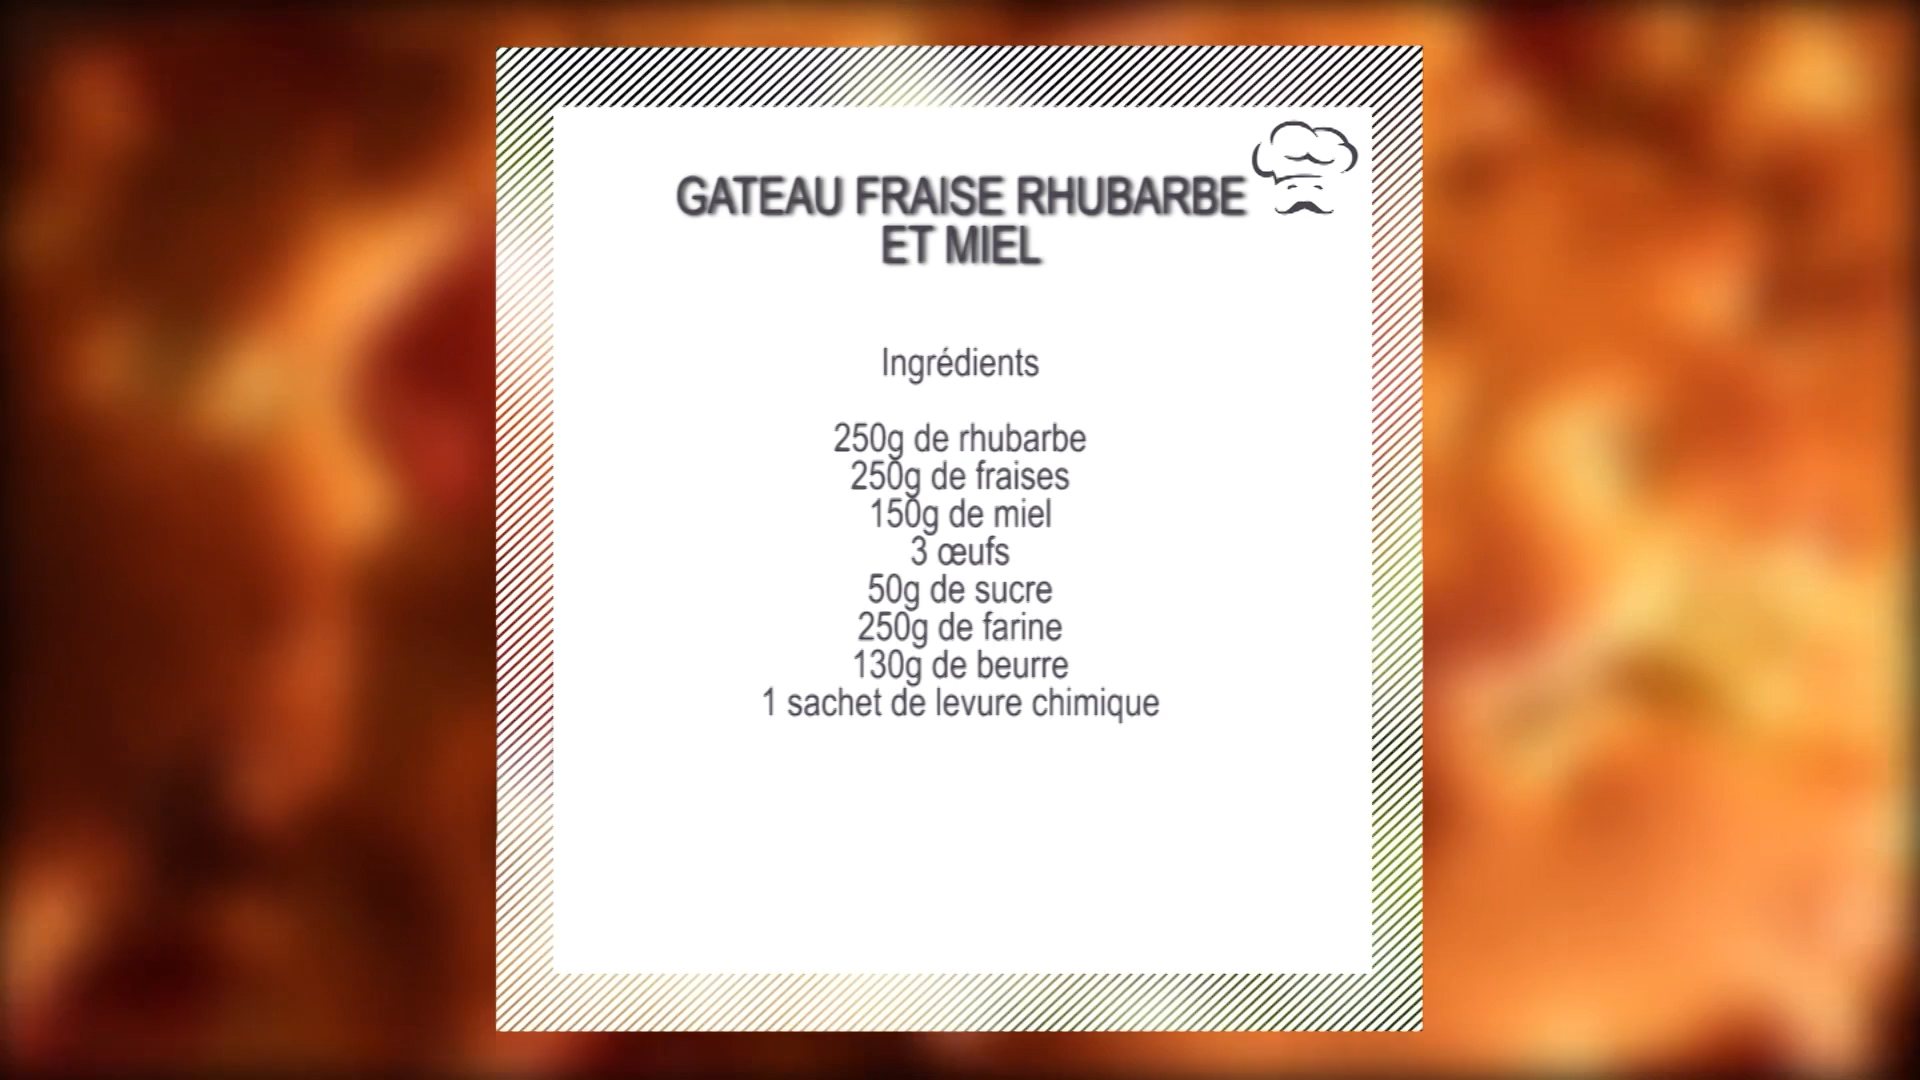 GATEAU FRAISE RHUBARBE
ET MIEL
Ingrédients
250g de rhubarbe
250g de fraises
150g de miel
3 œufs
50g de sucre
250g de farine
130g de beurre
1 sachet de levure chimique